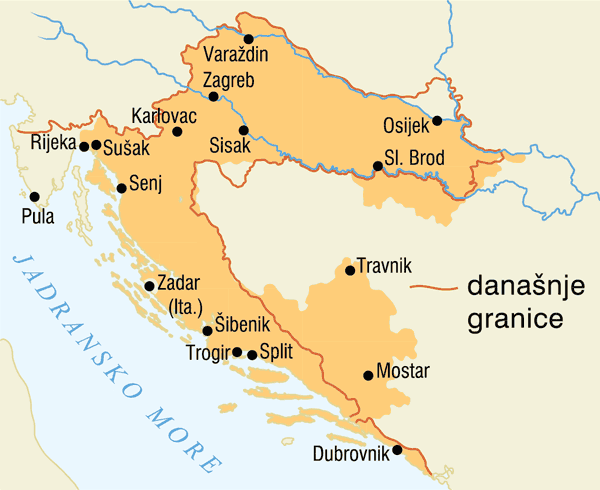 Varaždin
Zagreb
Karlovac
Osijek
Rijeka
Sušak
Sisak
Sl. Brod
Senj
Pula
Travnik
Zadar
(Ita.)
današnje
granice
Šibenik
Trogir
Split
Mostar
Dubrovnik
JADRANSKO MORE